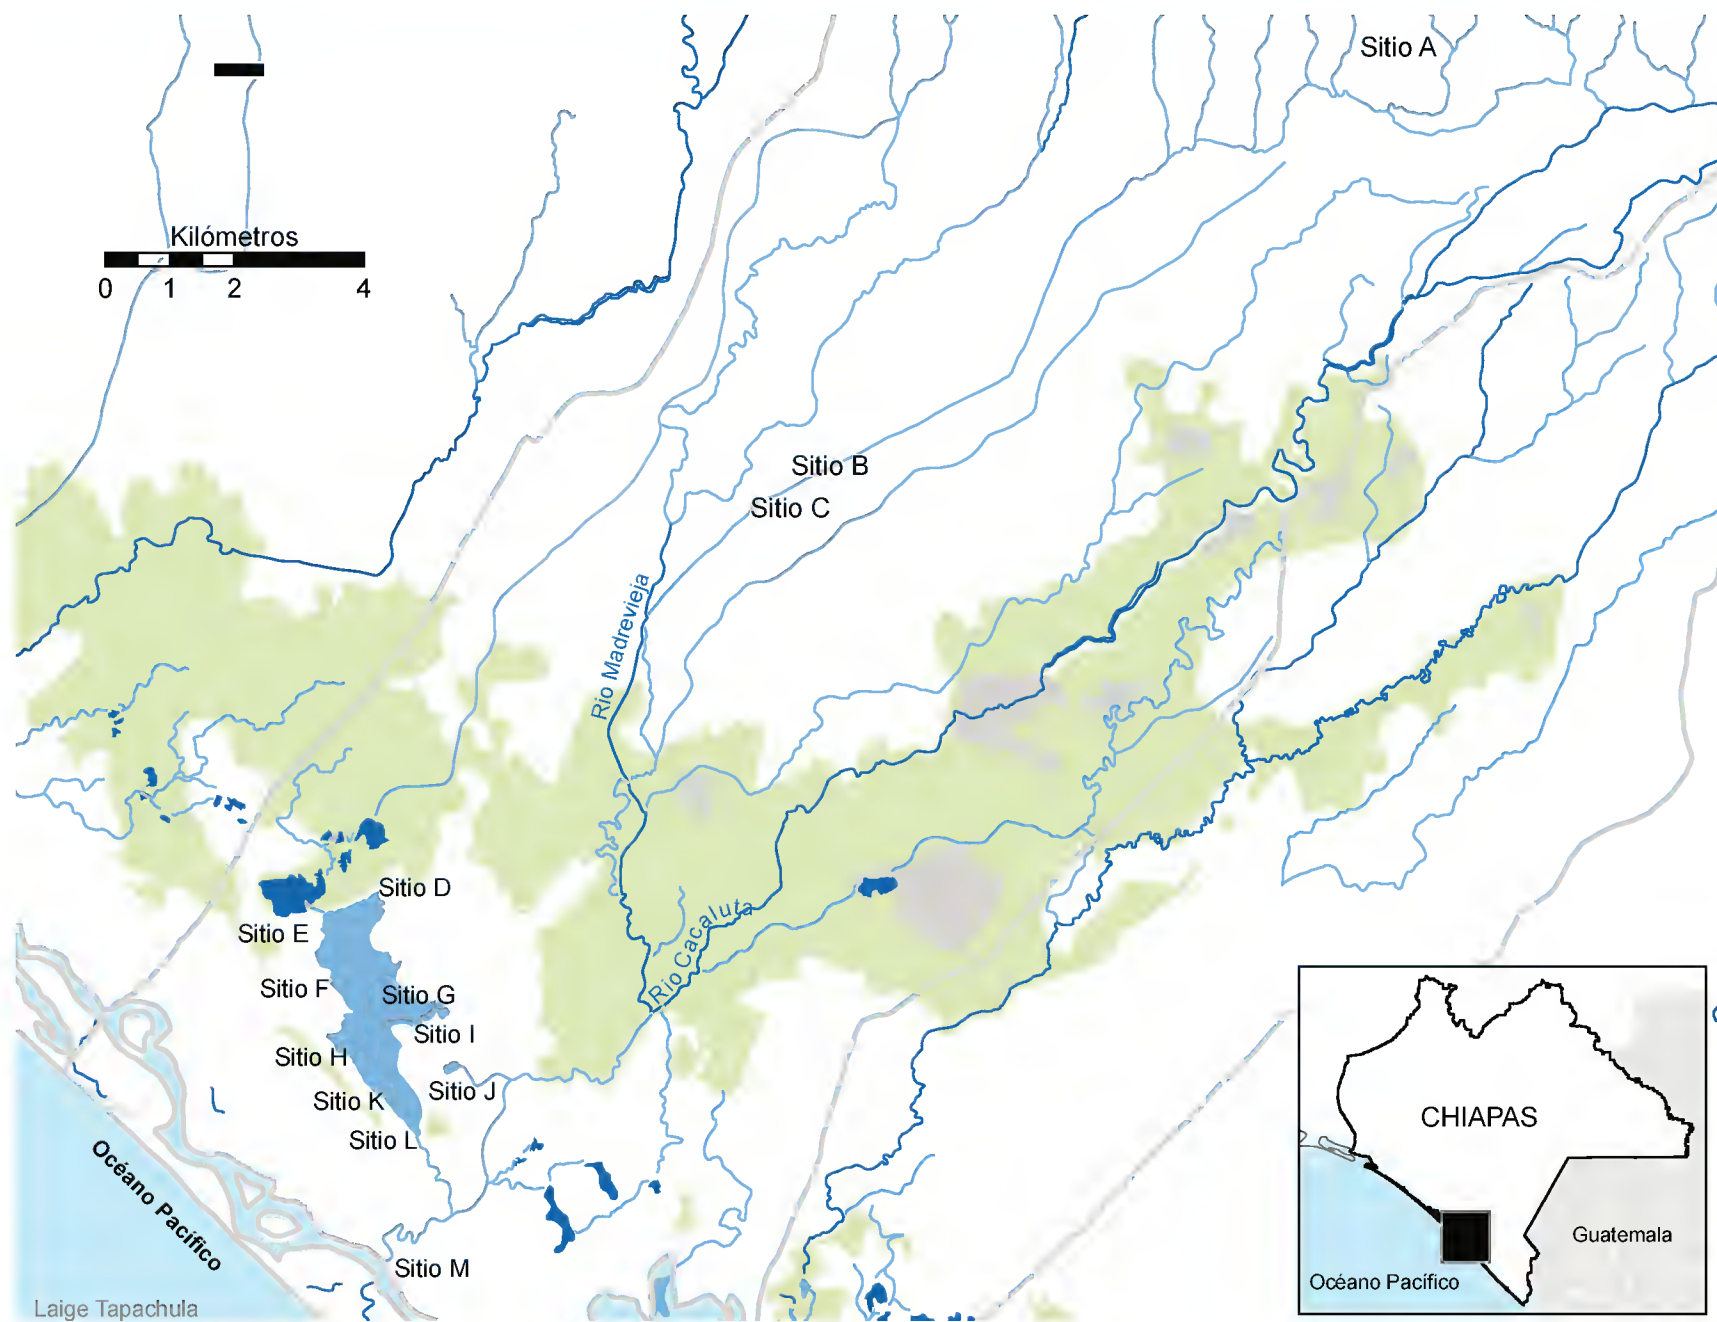 Sitio A
Kilómetros
0 1 2 4
Sitio B
Sitio C
Rio Madrevieja
Sitio D
Rio Cacaluta
Sitio E
Sitio F
Sitio G
Sitio I
Sitio H
Sitio J
Sitio K
Sitio L
Océano Pacífico
Sitio M
Laige Tapachula
CHIAPAS
Guatemala
Océano Pacífico